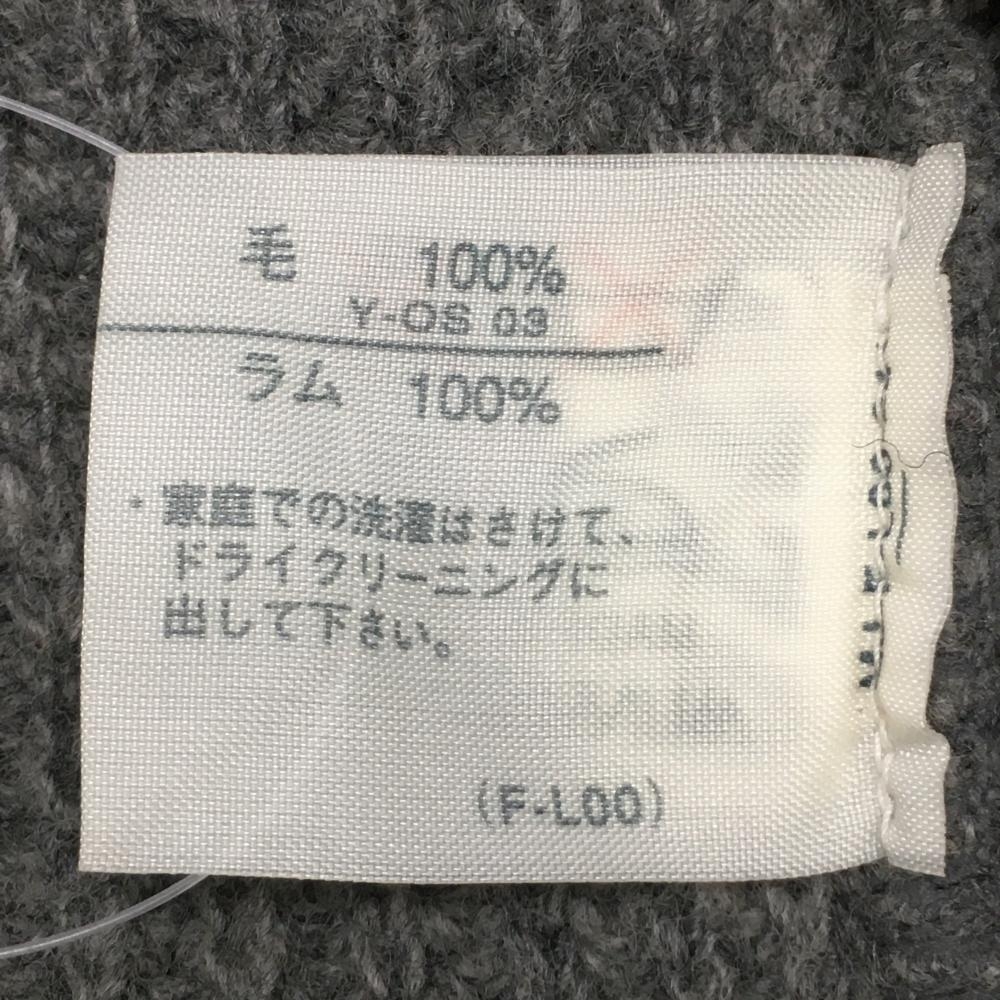 毛 100%
Y-OS 03
ラム 100%
・家庭での洗濯はさけて、
ドライクリーニングに
出して下さい。
(F-L00)